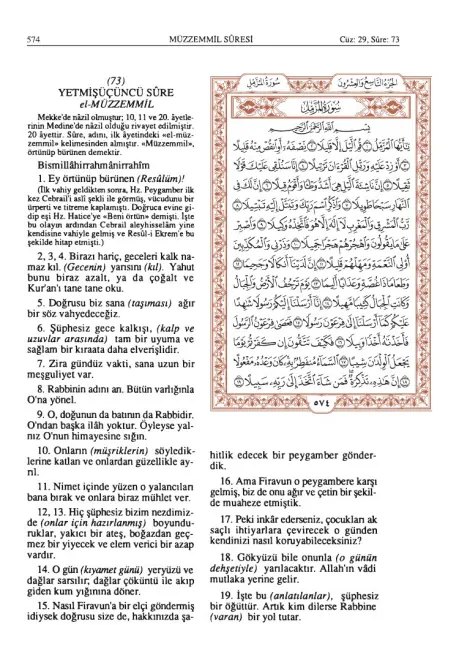 574
MÜZZEMMİL SÛRESİ
Cüz: 29, Sûre: 73
(73)
YETMİŞÜÇÜNCÜ SÛRE
el-MÜZZEMMİL
Mekke'de nâzil olmuştur; 10, 11 ve 20. âyetle-
rinin Medine'de nâzil olduğu rivayet edilmiştir.
20 âyettir. Sûre, adını, ilk âyetindeki «el-müz-
zemmil» kelimesinden almıştır. «Müzzemmil»,
örtünüp bürünen demektir.
Bismillâhirrahmânirrahîm
1. Ey örtünüp bürünen (Resûlüm)!
(İlk vahiy geldikten sonra, Hz. Peygamber ilk
kez Cebrail'i aslî şekli ile görmüş, vücudunu bir
ürperti ve titreme kaplamıştı. Doğruca evine gi-
dip eşi Hz. Hatice'ye «Beni örtün» demişti. İşte
bu olayın ardından Cebrail aleyhisselâm yine
kendisine vahiyle gelmiş ve Resûl-i Ekrem'e bu
şekilde hitap etmişti.)
2, 3, 4. Birazı hariç, geceleri kalk na-
maz kıl. (Gecenin) yarısını (kıl). Yahut
bunu biraz azalt, ya da çoğalt ve
Kur'an'ı tane tane oku.
5. Doğrusu biz sana (taşıması) ağır
bir söz vahyedeceğiz.
6. Şüphesiz gece kalkışı, (kalp ve
uzuvlar arasında) tam bir uyuma ve
sağlam bir kıraata daha elverişlidir.
7. Zira gündüz vakti, sana uzun bir
meşguliyet var.
8. Rabbinin adını an. Bütün varlığınla
O'na yönel.
9. O, doğunun da batının da Rabbidir.
O'ndan başka ilâh yoktur. Öyleyse yal-
nız O'nun himayesine sığın.
10. Onların (müşriklerin) söyledik-
lerine katlan ve onlardan güzellikle ay-
rıl.
11. Nimet içinde yüzen o yalancıları
bana bırak ve onlara biraz mühlet ver.
12, 13. Hiç şüphesiz bizim nezdimiz-
de (onlar için hazırlanmış) boyundu-
ruklar, yakıcı bir ateş, boğazdan geç-
mez bir yiyecek ve elem verici bir azap
vardır.
14. O gün (kıyamet günü) yeryüzü ve
dağlar sarsılır; dağlar çöküntü ile akıp
giden kum yığınına döner.
15. Nasıl Firavun'a bir elçi göndermiş
idiysek doğrusu size de, hakkınızda şa-
سورة المزمل
الجزء التاسع والعشرون
سورة المزمل
بسم الله الرحمن الرحيم
٥٧٤
hitlik edecek bir peygamber gönder-
dik.
16. Ama Firavun o peygambere karşı
gelmiş, biz de onu ağır ve çetin bir şekil-
de muaheze etmiştik.
17. Peki inkâr ederseniz, çocukları ak
saçlı ihtiyarlara çevirecek o günden
kendinizi nasıl koruyabileceksiniz?
18. Gökyüzü bile onunla (o günün
dehşetiyle) yarılacaktır. Allah'ın vâdi
mutlaka yerine gelir.
19. İşte bu (anlatılanlar), şüphesiz
bir öğüttür. Artık kim dilerse Rabbine
(varan) bir yol tutar.